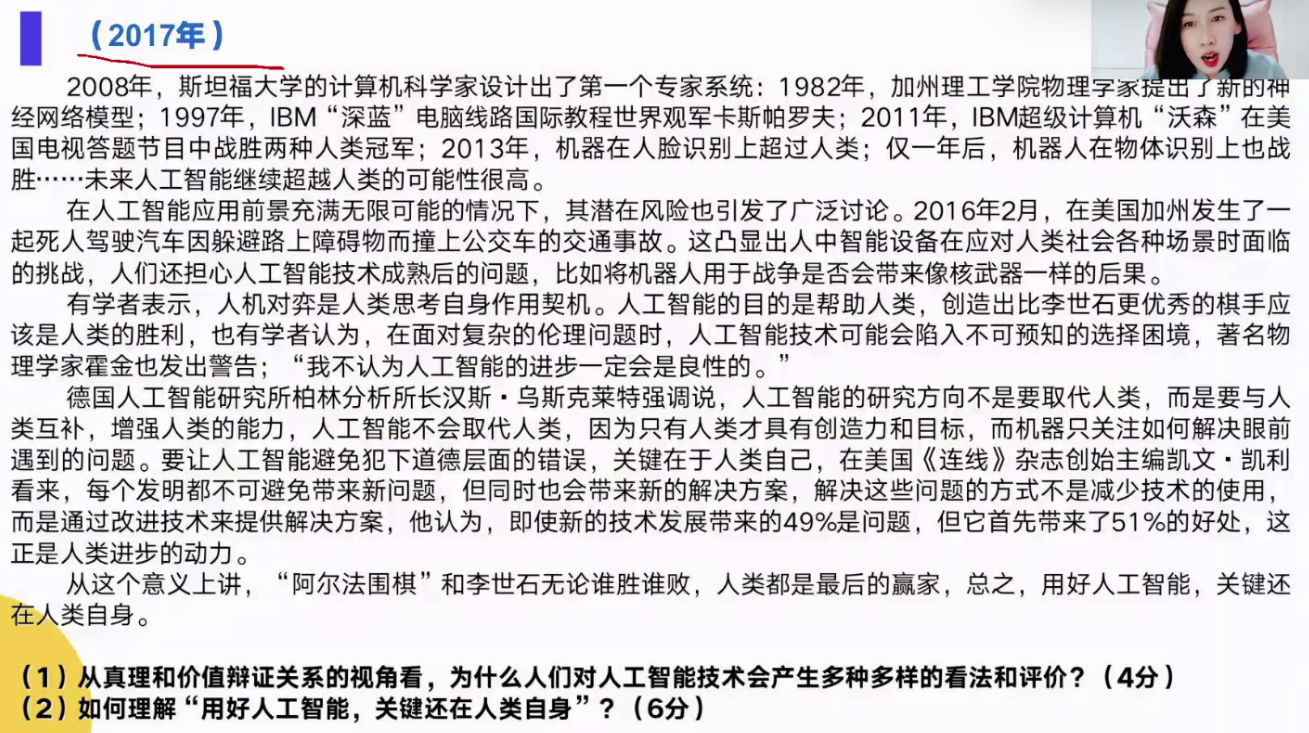 （2017年）
2008年，斯坦福大学的计算机科学家设计出了第一个专家系统：1982年，加州理工学院物理学家提出了新的神
经网络模型；1997年，IBM“深蓝”电脑线路国际教程世界观军卡斯帕罗夫；2011年，IBM超级计算机“沃森”在美
国电视答题节目中战胜两种人类冠军；2013年，机器在人脸识别上超过人类；仅一年后，机器人在物体识别上也战
胜……未来人工智能继续超越人类的可能性很高。
在人工智能应用前景充满无限可能的情况下，其潜在风险也引发了广泛讨论。2016年2月，在美国加州发生了一
起死人驾驶汽车因躲避路上障碍物而撞上公交车的交通事故。这凸显出人中智能设备在应对人类社会各种场景时面临
的挑战，人们还担心人工智能技术成熟后的问题，比如将机器人用于战争是否会带来像核武器一样的后果。
有学者表示，人机对弈是人类思考自身作用契机。人工智能的目的是帮助人类，创造出比李世石更优秀的棋手应
该是人类的胜利，也有学者认为，在面对复杂的伦理问题时，人工智能技术可能会陷入不可预知的选择困境，著名物
理学家霍金也发出警告；“我不认为人工智能的进步一定会是良性的。”
德国人工智能研究所柏林分析所长汉斯·乌斯克莱特强调说，人工智能的研究方向不是要取代人类，而是要与人
类互补，增强人类的能力，人工智能不会取代人类，因为只有人类才具有创造力和目标，而机器只关注如何解决眼前
遇到的问题。要让人工智能避免犯下道德层面的错误，关键在于人类自己，在美国《连线》杂志创始主编凯文·凯利
看来，每个发明都不可避免带来新问题，但同时也会带来新的解决方案，解决这些问题的方式不是减少技术的使用，
而是通过改进技术来提供解决方案，他认为，即使新的技术发展带来的49%是问题，但它首先带来了51%的好处，这
正是人类进步的动力。
从这个意义上讲，“阿尔法围棋”和李世石无论谁胜谁败，人类都是最后的赢家，总之，用好人工智能，关键还
在人类自身。
（1）从真理和价值辩证关系的视角看，为什么人们对人工智能技术会产生多种多样的看法和评价？（4分）
（2）如何理解“用好人工智能，关键还在人类自身”？（6分）